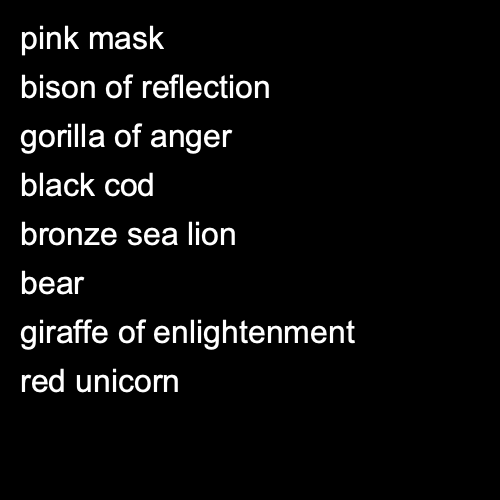 pink mask
bison of reflection
gorilla of anger
black cod
bronze sea lion
bear
giraffe of enlightenment
red unicorn